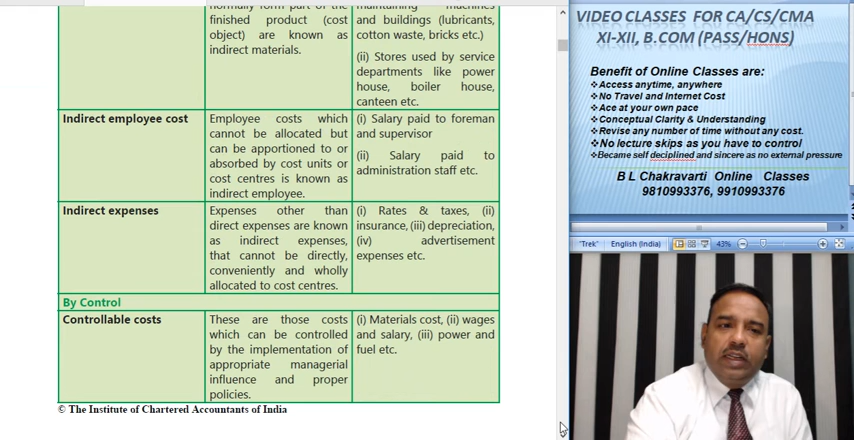 normally form part of the
finished product (cost
object) are known as
indirect materials.
maintaining machines
and buildings (lubricants,
cotton waste, bricks etc.)
(ii) Stores used by service
departments like power
house, boiler house,
canteen etc.
Indirect employee cost
Employee costs which
cannot be allocated but
can be apportioned to or
absorbed by cost units or
cost centres is known as
indirect employee.
(i) Salary paid to foreman
and supervisor
(ii) Salary paid to
administration staff etc.
Indirect expenses
Expenses other than
direct expenses are known
as indirect expenses,
that cannot be directly,
conveniently and wholly
allocated to cost centres.
(i) Rates & taxes, (ii)
insurance, (iii) depreciation,
(iv) advertisement
expenses etc.
By Control
Controllable costs
These are those costs
which can be controlled
by the implementation of
appropriate managerial
influence and proper
policies.
(i) Materials cost, (ii) wages
and salary, (iii) power and
fuel etc.
© The Institute of Chartered Accountants of India
VIDEO CLASSES FOR CA/CS/CMA
XI-XII, B.COM (PASS/HONS)
Benefit of Online Classes are:
❖Access anytime, anywhere
❖No Travel and Internet Cost
❖Ace at your own pace
❖Conceptual Clarity & Understanding
❖Revise any number of time without any cost.
❖No lecture skips as you have to control
❖Became self deciplined and sincere as no external pressure
B L Chakravarti Online Classes
9810993376, 9910993376
"Trek" English (India) 43%